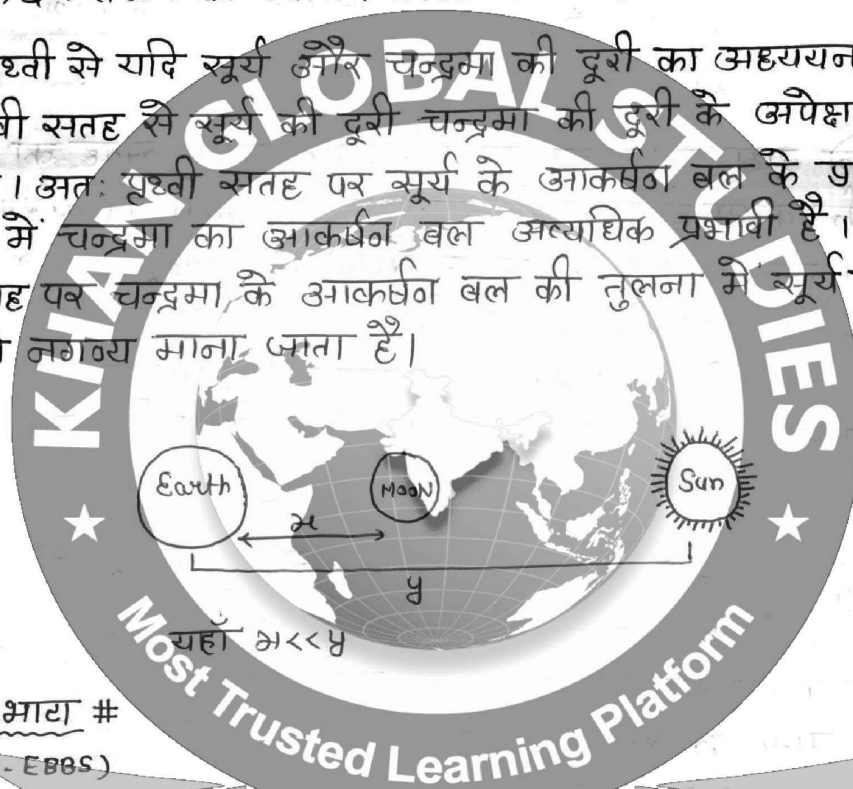 थ्वी से यदि सूर्य और चन्द्रमा की दूरी का अध्ययन
वी सतह से सूर्य की दूरी चन्द्रमा की दूरी के अपेक्षा
। अतः पृथ्वी सतह पर सूर्य के आकर्षण बल के
मे चन्द्रमा का आकर्षण बल अत्याधिक प्रभावी है।
ह पर चन्द्रमा के आकर्षण बल की तुलना मे सूर्य
नगण्य माना जाता है।
KHAN GLOBAL STUDIES
Earth
MOON
Sun
x
y
यहाँ x<<y
भाटा #
- EBBS)
Most Trusted Learning Platform